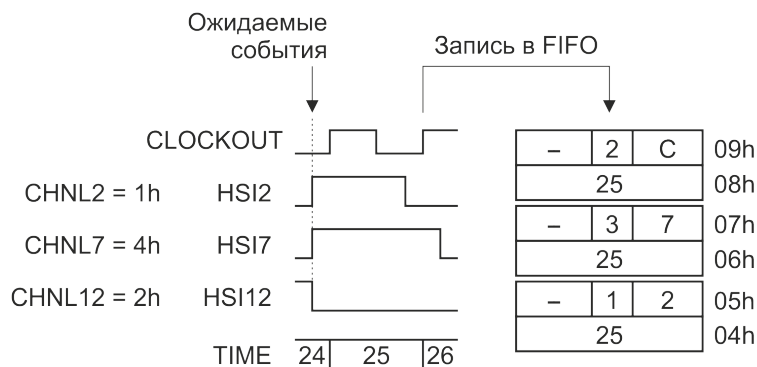 Ожидаемые
события
Запись в FIFO
CLOCKOUT
– 2 C 09h
25 08h
CHNL2 = 1h HSI2
– 3 7 07h
CHNL7 = 4h HSI7
25 06h
CHNL12 = 2h HSI12
– 1 2 05h
25 04h
TIME 24 25 26